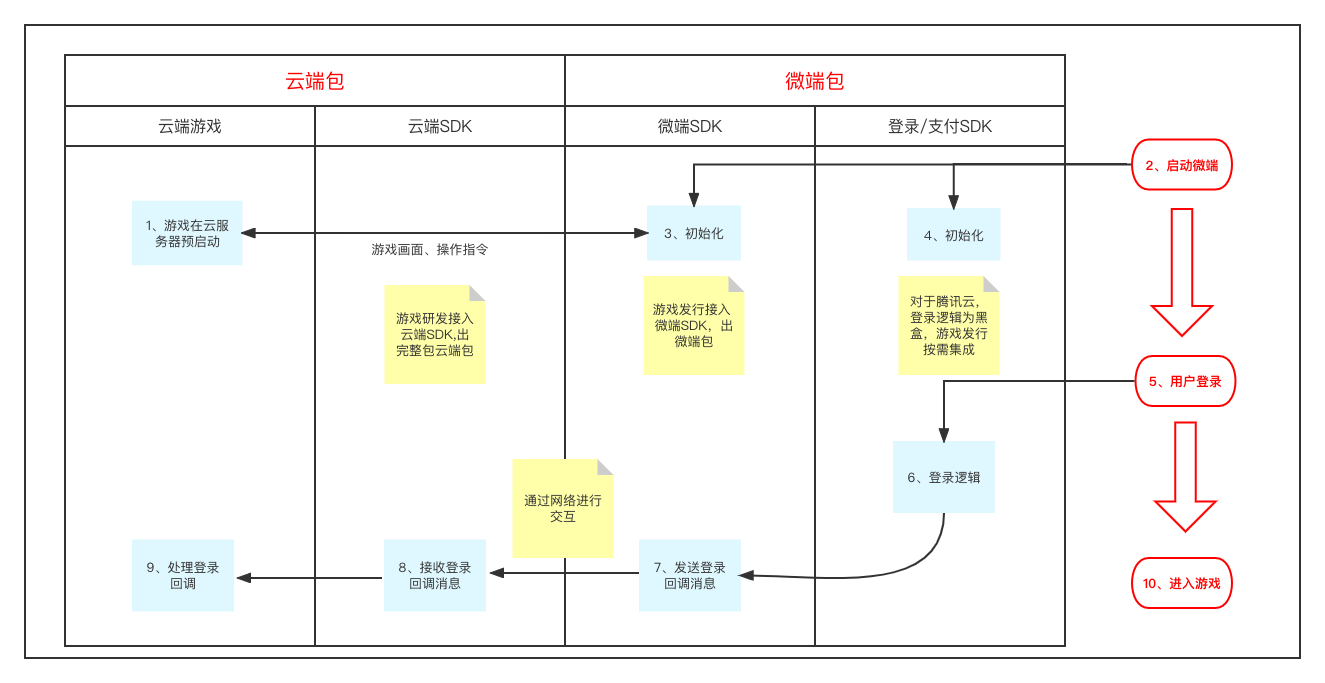 云端包
微端包
云端游戏
云端SDK
微端SDK
登录/支付SDK
2、启动微端
1、游戏在云服
务器预启动
3、初始化
4、初始化
游戏画面、操作指令
游戏研发接入
云端SDK,出
完整包云端包
游戏发行接入
微端SDK，出
微端包
对于腾讯云，
登录逻辑为黑
盒，游戏发行
按需集成
5、用户登录
6、登录逻辑
通过网络进行
交互
9、处理登录
回调
8、接收登录
回调消息
7、发送登录
回调消息
10、进入游戏